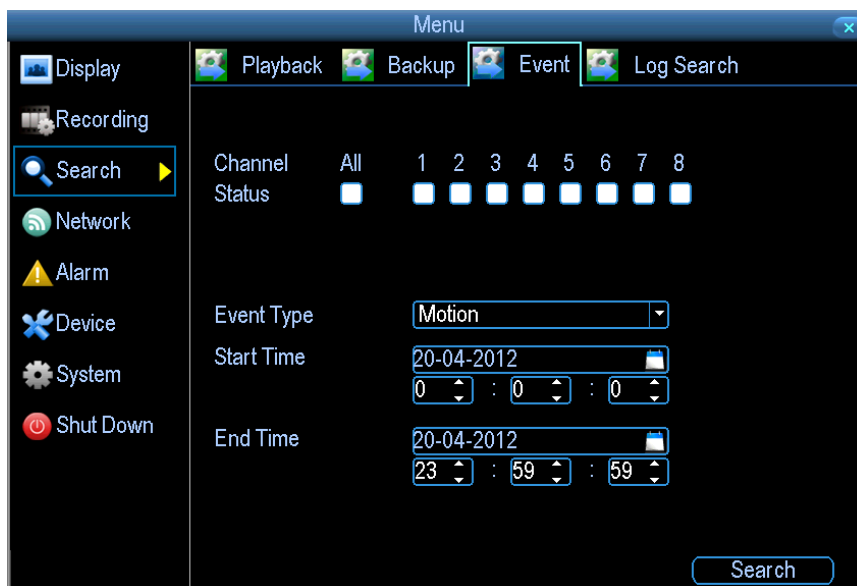 Menu
Display
Recording
Search
Network
Alarm
Device
System
Shut Down
Playback Backup Event Log Search
Channel All 1 2 3 4 5 6 7 8
Status
Event Type Motion
Start Time 20-04-2012
0 : 0 : 0
End Time 20-04-2012
23 : 59 : 59
Search